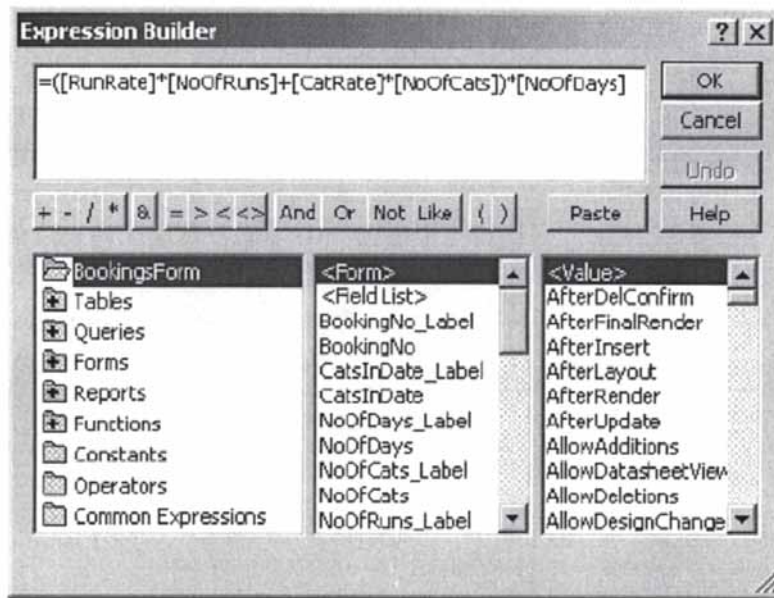 Expression Builder
? X
=([RunRate]*[NoOfRuns]+[CatRate]*[NoOfCats])*[NoOfDays]
OK
Cancel
Undo
+ - / * & = > < <> And Or Not Like ( ) Paste Help
BookingsForm
Tables
Queries
Forms
Reports
Functions
Constants
Operators
Common Expressions
<Form>
<Field List>
BookingNo_Label
BookingNo
CatsInDate_Label
CatsInDate
NoOfDays_Label
NoOfDays
NoOfCats_Label
NoOfCats
NoOfRuns_Label
<Value>
AfterDelConfirm
AfterFinalRender
AfterInsert
AfterLayout
AfterRender
AfterUpdate
AllowAdditions
AllowDatasheetView
AllowDeletions
AllowDesignChange